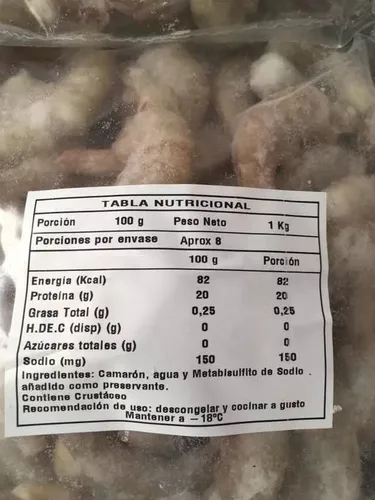 TABLA NUTRICIONAL
Porción 100 g Peso Neto 1 Kg
Porciones por envase Aprox 8
100 g Porción
Energía (Kcal) 82 82
Proteína (g) 20 20
Grasa Total (g) 0,25 0,25
H.DE.C (disp) (g) 0 0
Azúcares totales (g) 0 0
Sodio (mg) 150 150
Ingredientes: Camarón, agua y Metabisulfito de Sodio .
añadido como preservante.
Contiene Crustáceo
Recomendación de uso: descongelar y cocinar a gusto
Mantener a -18°C